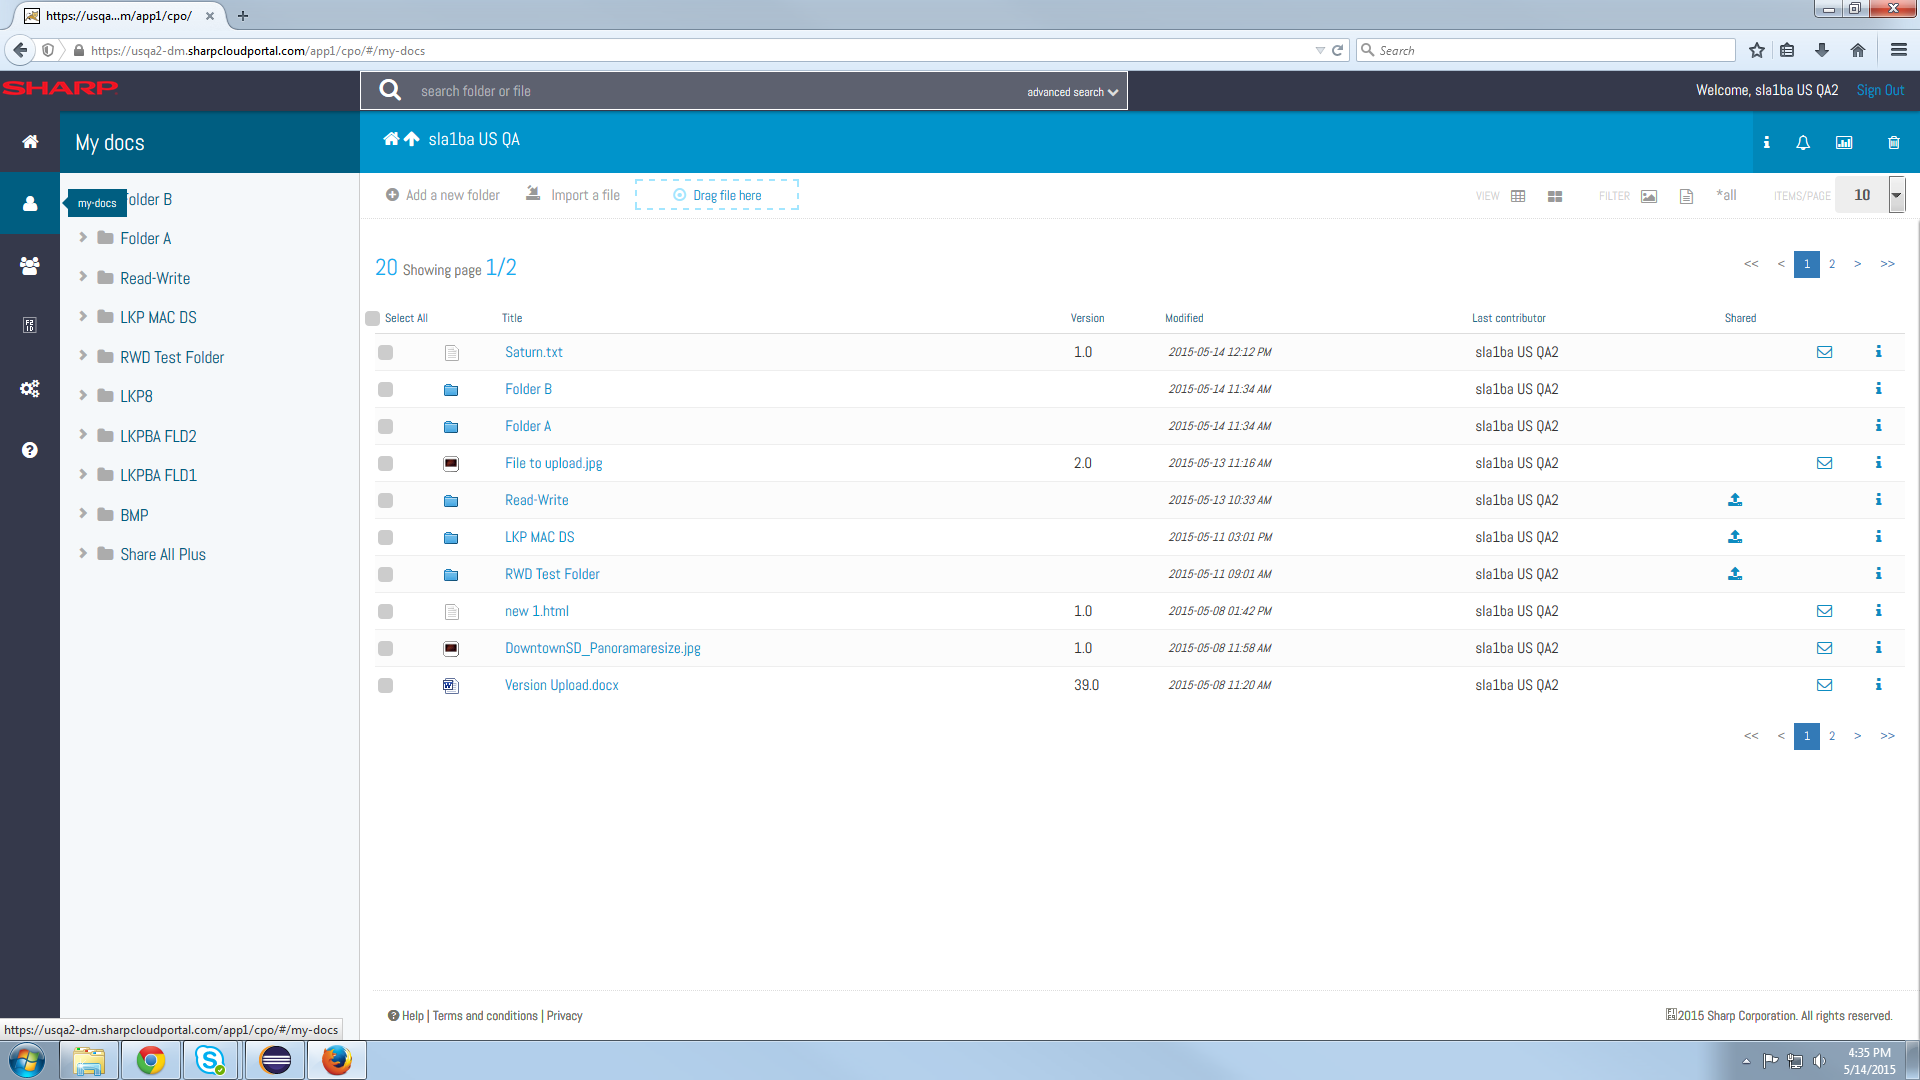 https://usqa...m/app1/cpo/
https://usqa2-dm.sharpcloudportal.com/app1/cpo/#/my-docs
Search
SHARP
search folder or file
advanced search
Welcome, sla1ba US QA2
Sign Out
My docs
sla1ba US QA
my-docs
older B
Folder A
Read-Write
LKP MAC DS
RWD Test Folder
LKP8
LKPBA FLD2
LKPBA FLD1
BMP
Share All Plus
Add a new folder
Import a file
Drag file here
VIEW
FILTER
*all
ITEMS/PAGE
10
20 Showing page 1/2
<< < 1 2 > >>
Select All Title Version Modified Last contributor Shared
Saturn.txt 1.0 2015-05-14 12:12 PM sla1ba US QA2
Folder B 2015-05-14 11:34 AM sla1ba US QA2
Folder A 2015-05-14 11:34 AM sla1ba US QA2
File to upload.jpg 2.0 2015-05-13 11:16 AM sla1ba US QA2
Read-Write 2015-05-13 10:33 AM sla1ba US QA2
LKP MAC DS 2015-05-11 03:01 PM sla1ba US QA2
RWD Test Folder 2015-05-11 09:01 AM sla1ba US QA2
new 1.html 1.0 2015-05-08 01:42 PM sla1ba US QA2
DowntownSD_Panoramaresize.jpg 1.0 2015-05-08 11:58 AM sla1ba US QA2
Version Upload.docx 39.0 2015-05-08 11:20 AM sla1ba US QA2
<< < 1 2 > >>
Help | Terms and conditions | Privacy
2015 Sharp Corporation. All rights reserved.
https://usqa2-dm.sharpcloudportal.com/app1/cpo/#/my-docs
4:35 PM
5/14/2015